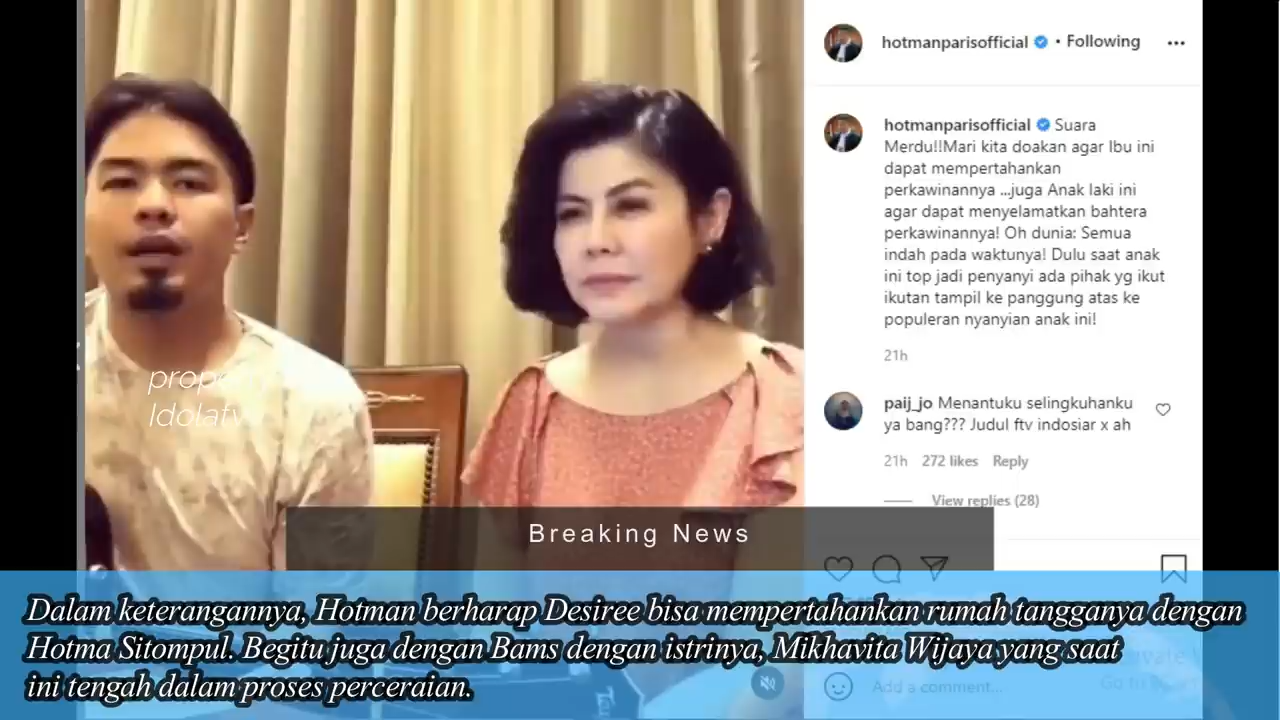 hotmanparisofficial • Following
hotmanparisofficial Suara
Merdu!!Mari kita doakan agar Ibu ini
dapat mempertahankan
perkawinannya ...juga Anak laki ini
agar dapat menyelamatkan bahtera
perkawinannya! Oh dunia: Semua
indah pada waktunya! Dulu saat anak
ini top jadi penyanyi ada pihak yg ikut
ikutan tampil ke panggung atas ke
populeran nyanyian anak ini!
21h
paij_jo Menantuku selingkuhanku
ya bang??? Judul ftv indosiar x ah
21h 272 likes Reply
View replies (28)
Idolatv
Breaking News
Dalam keterangannya, Hotman berharap Desiree bisa mempertahankan rumah tangganya dengan
Hotma Sitompul. Begitu juga dengan Bams dengan istrinya, Mikhavita Wijaya yang saat
ini tengah dalam proses perceraian.
Add a comment...